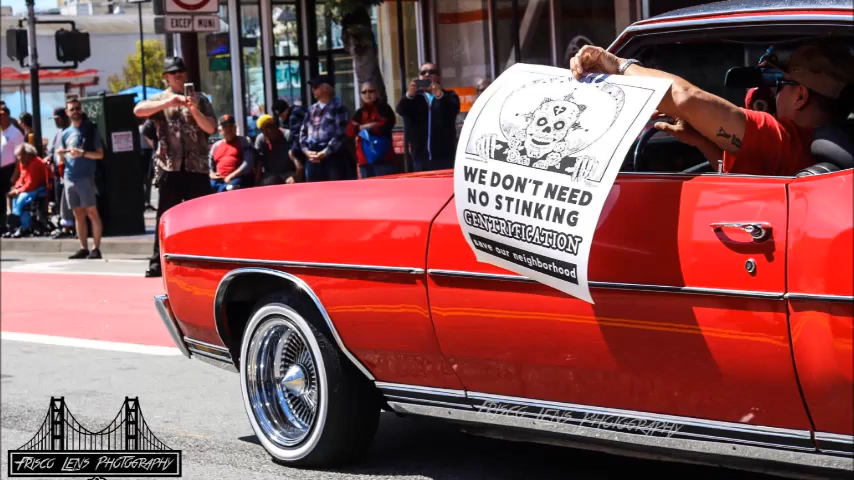 EXCEPT MUNI
WE DON'T NEED
NO STINKING
GENTRIFICATION
save our neighborhood
FRISCO LENS PHOTOGRAPHY
FRISCO LENS PHOTOGRAPHY